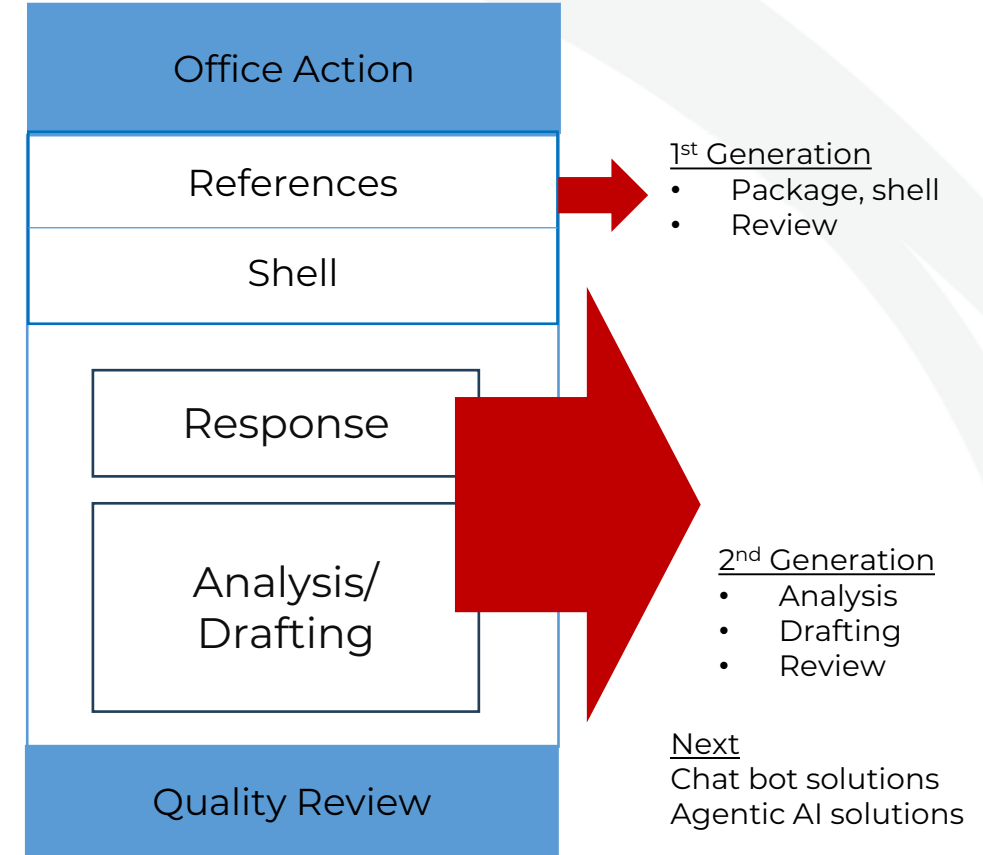 Office Action
References
Shell
Response
Analysis/
Drafting
Quality Review
1st Generation
• Package, shell
• Review
2nd Generation
• Analysis
• Drafting
• Review
Next
Chat bot solutions
Agentic AI solutions